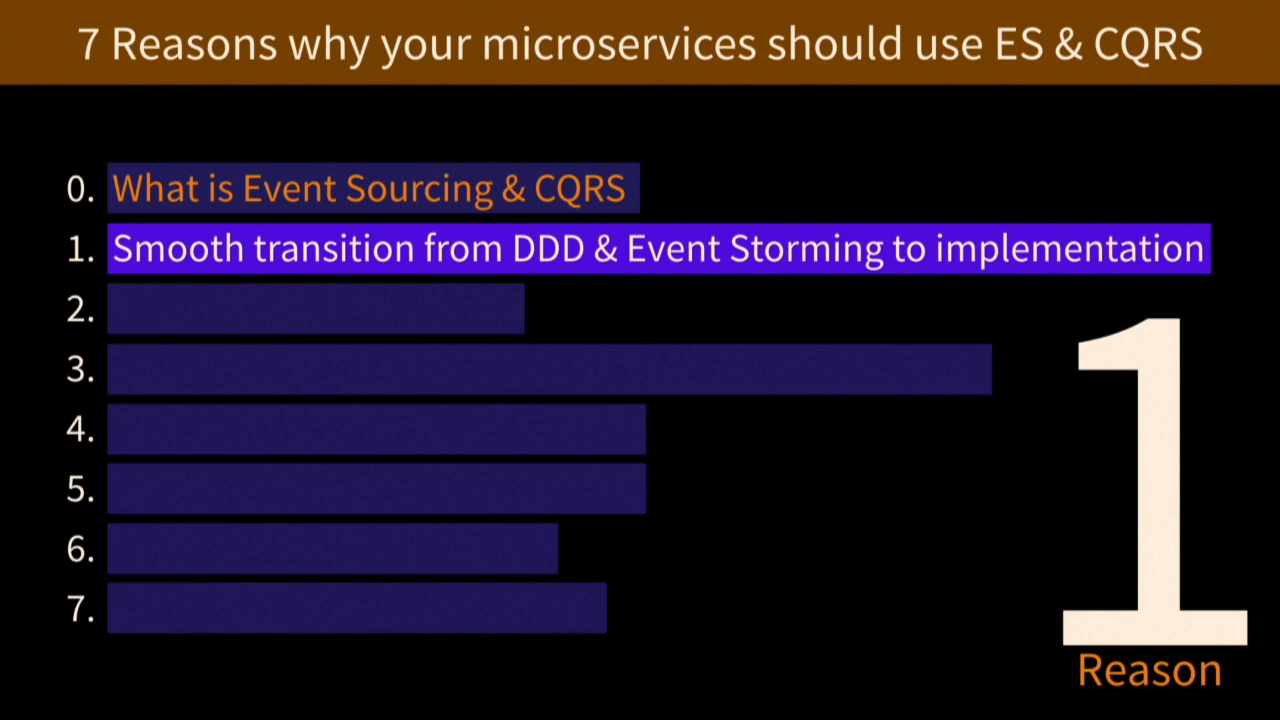 7 Reasons why your microservices should use ES & CQRS
0. What is Event Sourcing & CQRS
1. Smooth transition from DDD & Event Storming to implementation
2.
3.
4.
5.
6.
7.
1
Reason